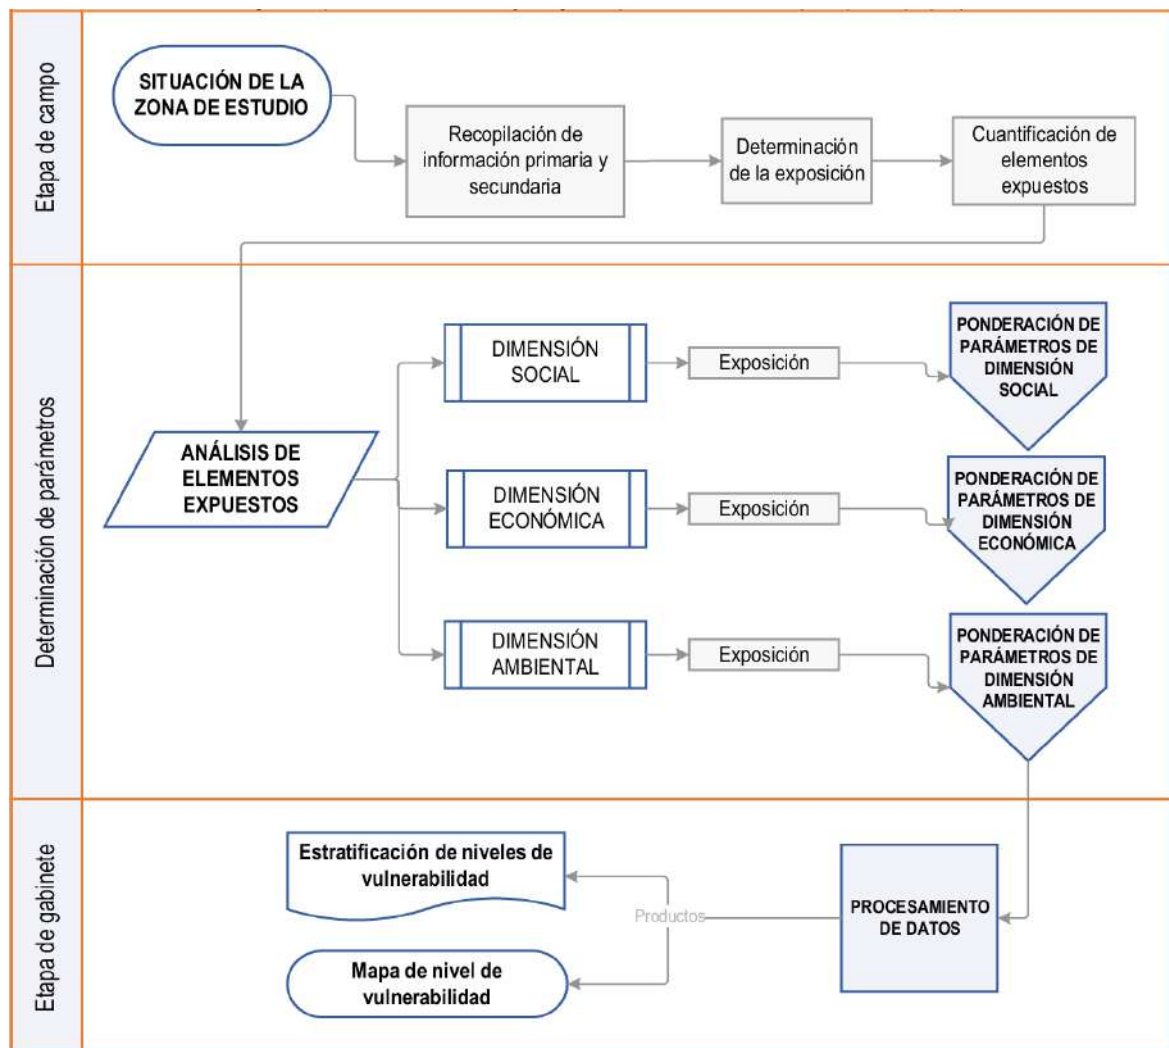 Etapa de campo
SITUACIÓN DE LA
ZONA DE ESTUDIO
Recopilación de
información primaria y
secundaria
Determinación
de la exposición
Cuantificación de
elementos
expuestos
Determinación de parámetros
ANÁLISIS DE
ELEMENTOS
EXPUESTOS
DIMENSIÓN
SOCIAL
Exposición
PONDERACIÓN DE
PARÁMETROS DE
DIMENSIÓN
SOCIAL
DIMENSIÓN
ECONÓMICA
Exposición
PONDERACIÓN DE
PARÁMETROS DE
DIMENSIÓN
ECONÓMICA
DIMENSIÓN
AMBIENTAL
Exposición
PONDERACIÓN DE
PARÁMETROS DE
DIMENSIÓN
AMBIENTAL
Etapa de gabinete
Estratificación de niveles de
vulnerabilidad
Productos
PROCESAMIENTO
DE DATOS
Mapa de nivel de
vulnerabilidad